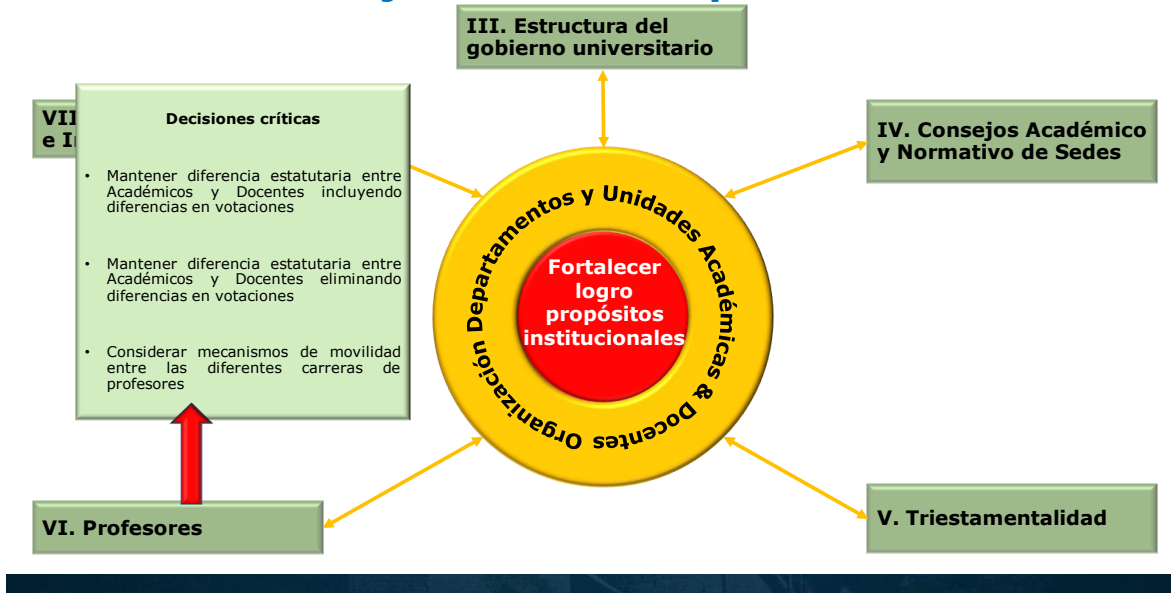 III. Estructura del
gobierno universitario
VII
e I
Decisiones críticas
• Mantener diferencia estatutaria entre
Académicos y Docentes incluyendo
diferencias en votaciones
• Mantener diferencia estatutaria entre
Académicos y Docentes eliminando
diferencias en votaciones
• Considerar mecanismos de movilidad
entre las diferentes carreras de
profesores
IV. Consejos Académico
y Normativo de Sedes
Organización Departamentos y Unidades Académicas & Docentes
Fortalecer
logro
propósitos
institucionales
VI. Profesores
V. Triestamentalidad